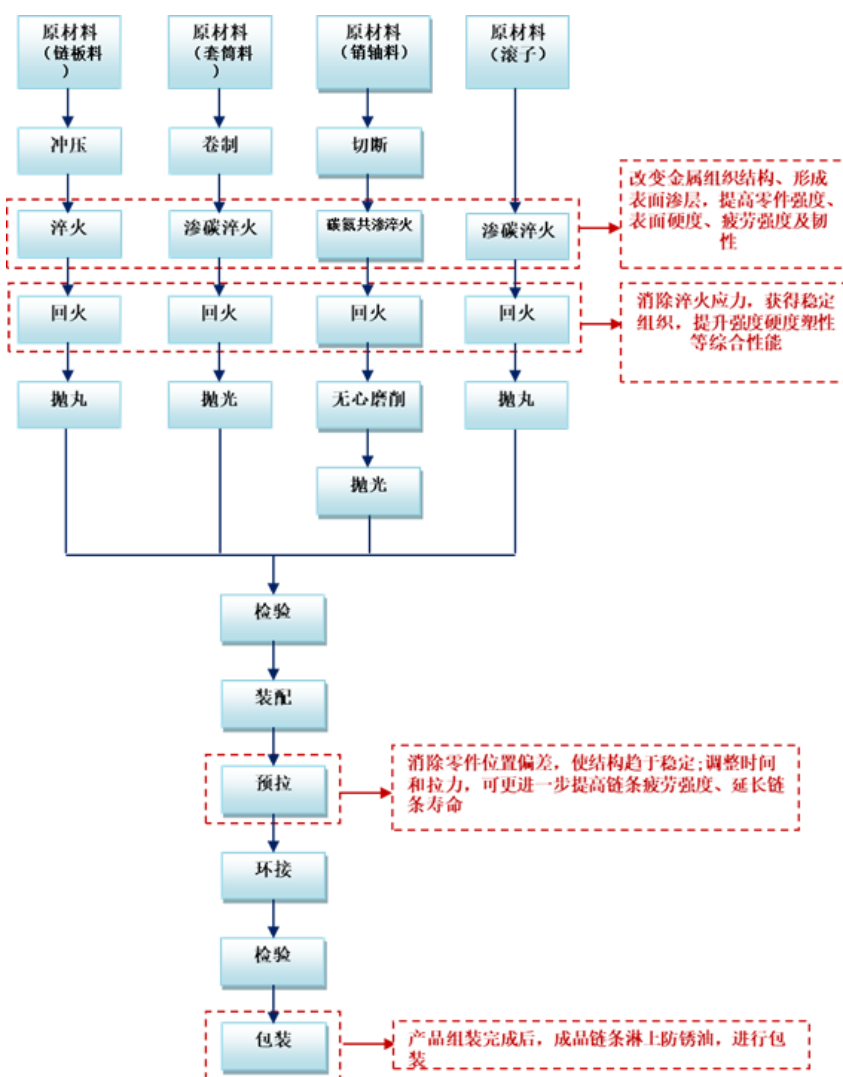 原材料
（链板料
）
原材料
（套筒料
）
原材料
（销轴料）
原材料
（滚子）
冲压
卷制
切断
淬火
渗碳淬火
碳氮共渗淬火
渗碳淬火
改变金属组织结构、形成
表面渗层，提高零件强度、
表面硬度、疲劳强度及韧
性
回火
回火
回火
回火
消除淬火应力，获得稳定
组织，提升强度硬度塑性
等综合性能
抛丸
抛光
无心磨削
抛丸
抛光
检验
装配
预拉
消除零件位置偏差，使结构趋于稳定;调整时间
和拉力，可更进一步提高链条疲劳强度、延长链
条寿命
环接
检验
包装
产品组装完成后，成品链条淋上防锈油，进行包
装